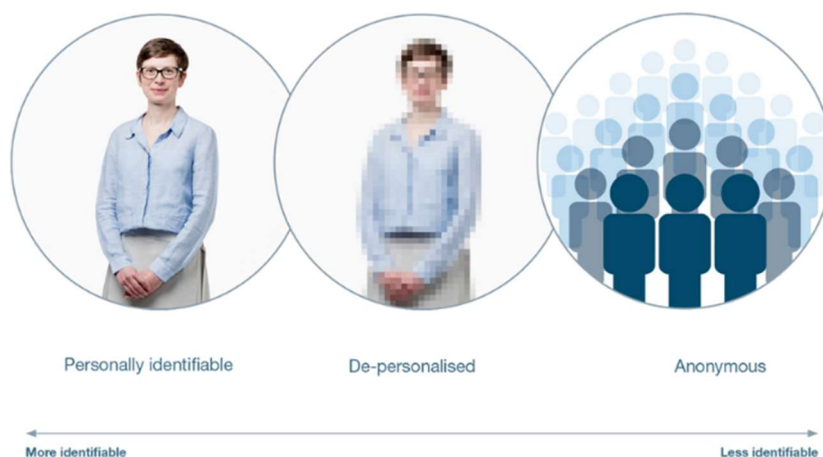 Personally identifiable
De-personalised
Anonymous
More identifiable
Less identifiable